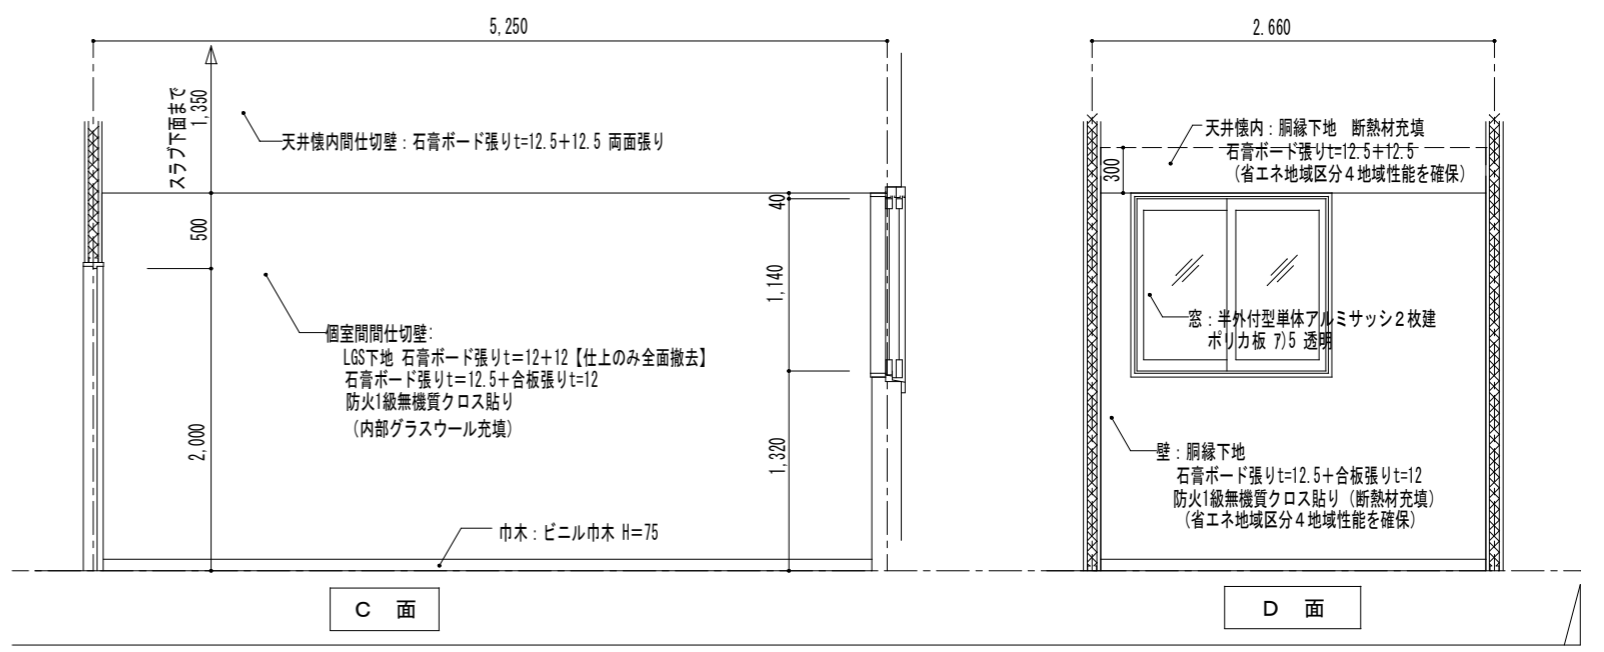 5,250
スラブ下面まで
1,350
天井懐内間仕切壁：石膏ボード張りt=12.5+12.5 両面張り
500
40
1,140
個室間間仕切壁:
LGS下地 石膏ボード張りt=12+12【仕上のみ全面撤去】
石膏ボード張りt=12.5+合板張りt=12
防火1級無機質クロス貼り
（内部グラスウール充填）
2,000
1,320
巾木：ビニル巾木 H=75
C 面
2.660
天井懐内：胴縁下地 断熱材充填
石膏ボード張りt=12.5+12.5
（省エネ地域区分４地域性能を確保）
300
窓：半外付型単体アルミサッシ２枚建
ポリカ板 ｱ)5 透明
壁：胴縁下地
石膏ボード張りt=12.5+合板張りt=12
防火1級無機質クロス貼り（断熱材充填）
（省エネ地域区分４地域性能を確保）
D 面